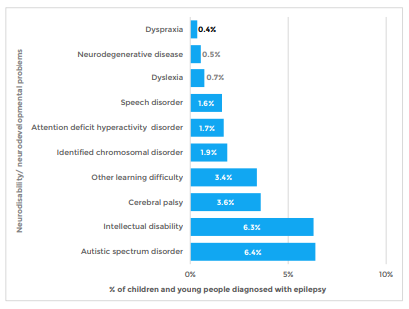 Neurodisability/ neurodevelopmental problems
Dyspraxia 0.4%
Neurodegenerative disease 0.5%
Dyslexia 0.7%
Speech disorder 1.6%
Attention deficit hyperactivity disorder 1.7%
Identified chromosomal disorder 1.9%
Other learning difficulty 3.4%
Cerebral palsy 3.6%
Intellectual disability 6.3%
Autistic spectrum disorder 6.4%
0% 5% 10%
% of children and young people diagnosed with epilepsy